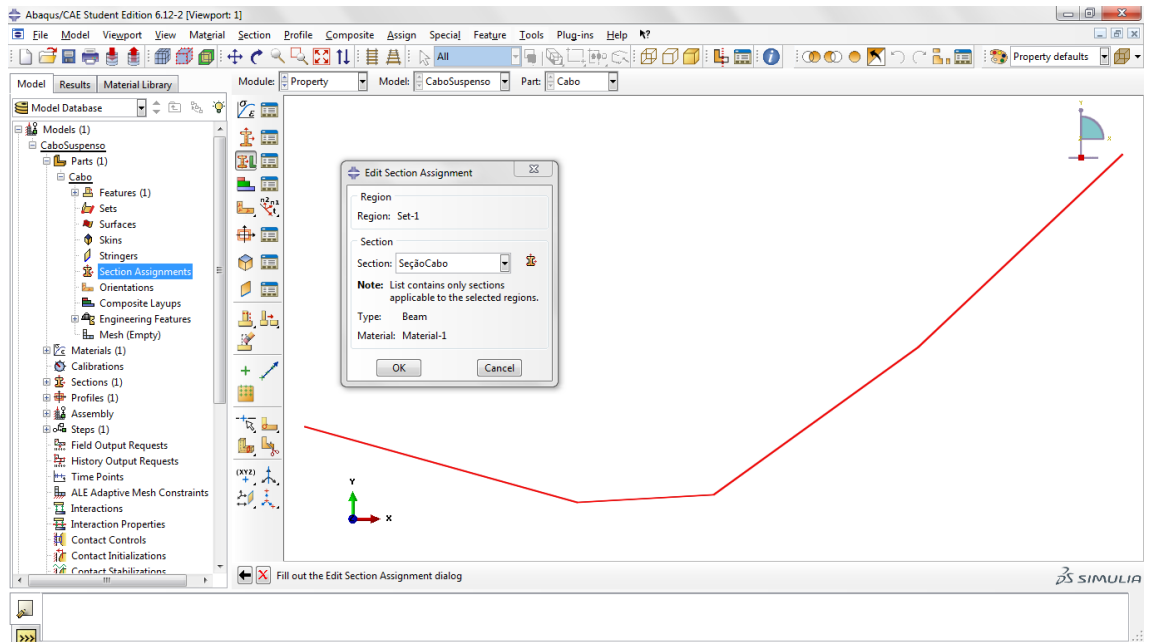 Abaqus/CAE Student Edition 6.12-2 [Viewport: 1]
File Model Viewport View Material Section Profile Composite Assign Special Feature Tools Plug-ins Help
All
Property defaults
Model Results Material Library
Module: Property Model: CaboSuspenso Part: Cabo
Model Database
Models (1)
CaboSuspenso
Parts (1)
Cabo
Features (1)
Sets
Surfaces
Skins
Stringers
Section Assignments
Orientations
Composite Layups
Engineering Features
Mesh (Empty)
Materials (1)
Calibrations
Sections (1)
Profiles (1)
Assembly
Steps (1)
Field Output Requests
History Output Requests
Time Points
ALE Adaptive Mesh Constraints
Interactions
Interaction Properties
Contact Controls
Contact Initializations
Contact Stabilizations
(XYZ)
Edit Section Assignment
Region
Region: Set-1
Section
Section: SeçãoCabo
Note: List contains only sections
applicable to the selected regions.
Type: Beam
Material: Material-1
OK Cancel
Y
X
Y
X
Fill out the Edit Section Assignment dialog
SIMULIA
>>>